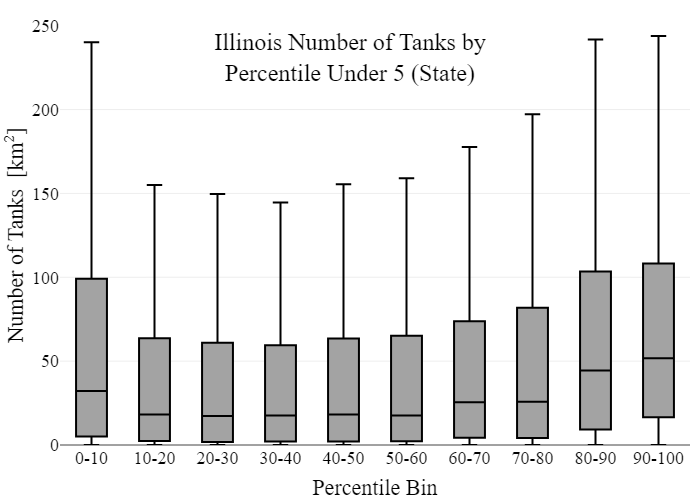 Illinois Number of Tanks by
Percentile Under 5 (State)
Number of Tanks [km²]
250
200
150
100
50
0
0-10 10-20 20-30 30-40 40-50 50-60 60-70 70-80 80-90 90-100
Percentile Bin